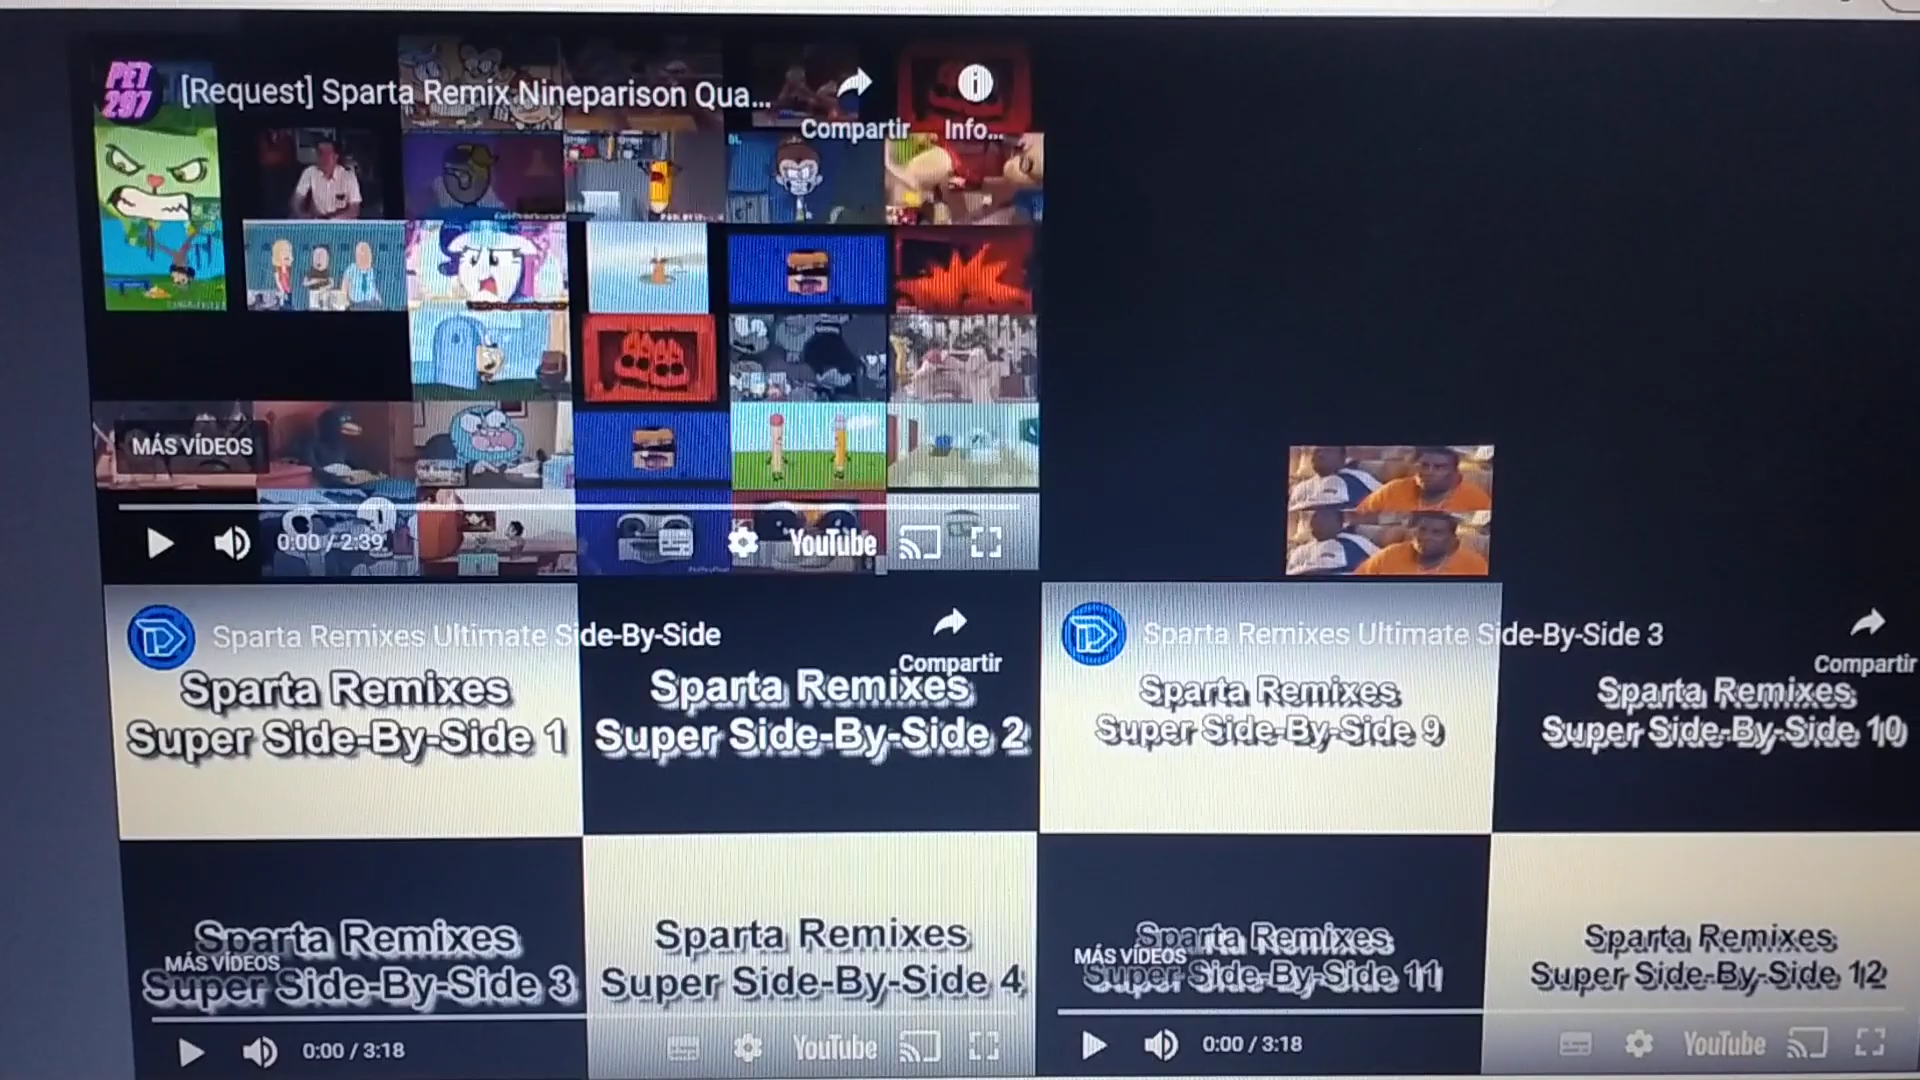 PET
297
[Request] Sparta Remix Nineparison Qua...
Compartir
Info...
MÁS VÍDEOS
0:00 / 2:39
YouTube
Sparta Remixes Ultimate Side-By-Side
Compartir
Sparta Remixes
Super Side-By-Side 1
Sparta Remixes
Super Side-By-Side 2
Sparta Remixes
Super Side-By-Side 3
MÁS VÍDEOS
Sparta Remixes
Super Side-By-Side 4
0:00 / 3:18
YouTube
Sparta Remixes Ultimate Side-By-Side 3
Compartir
Sparta Remixes
Super Side-By-Side 9
Sparta Remixes
Super Side-By-Side 10
Sparta Remixes
MÁS VÍDEOS
Super Side-By-Side 11
Sparta Remixes
Super Side-By-Side 12
0:00 / 3:18
YouTube